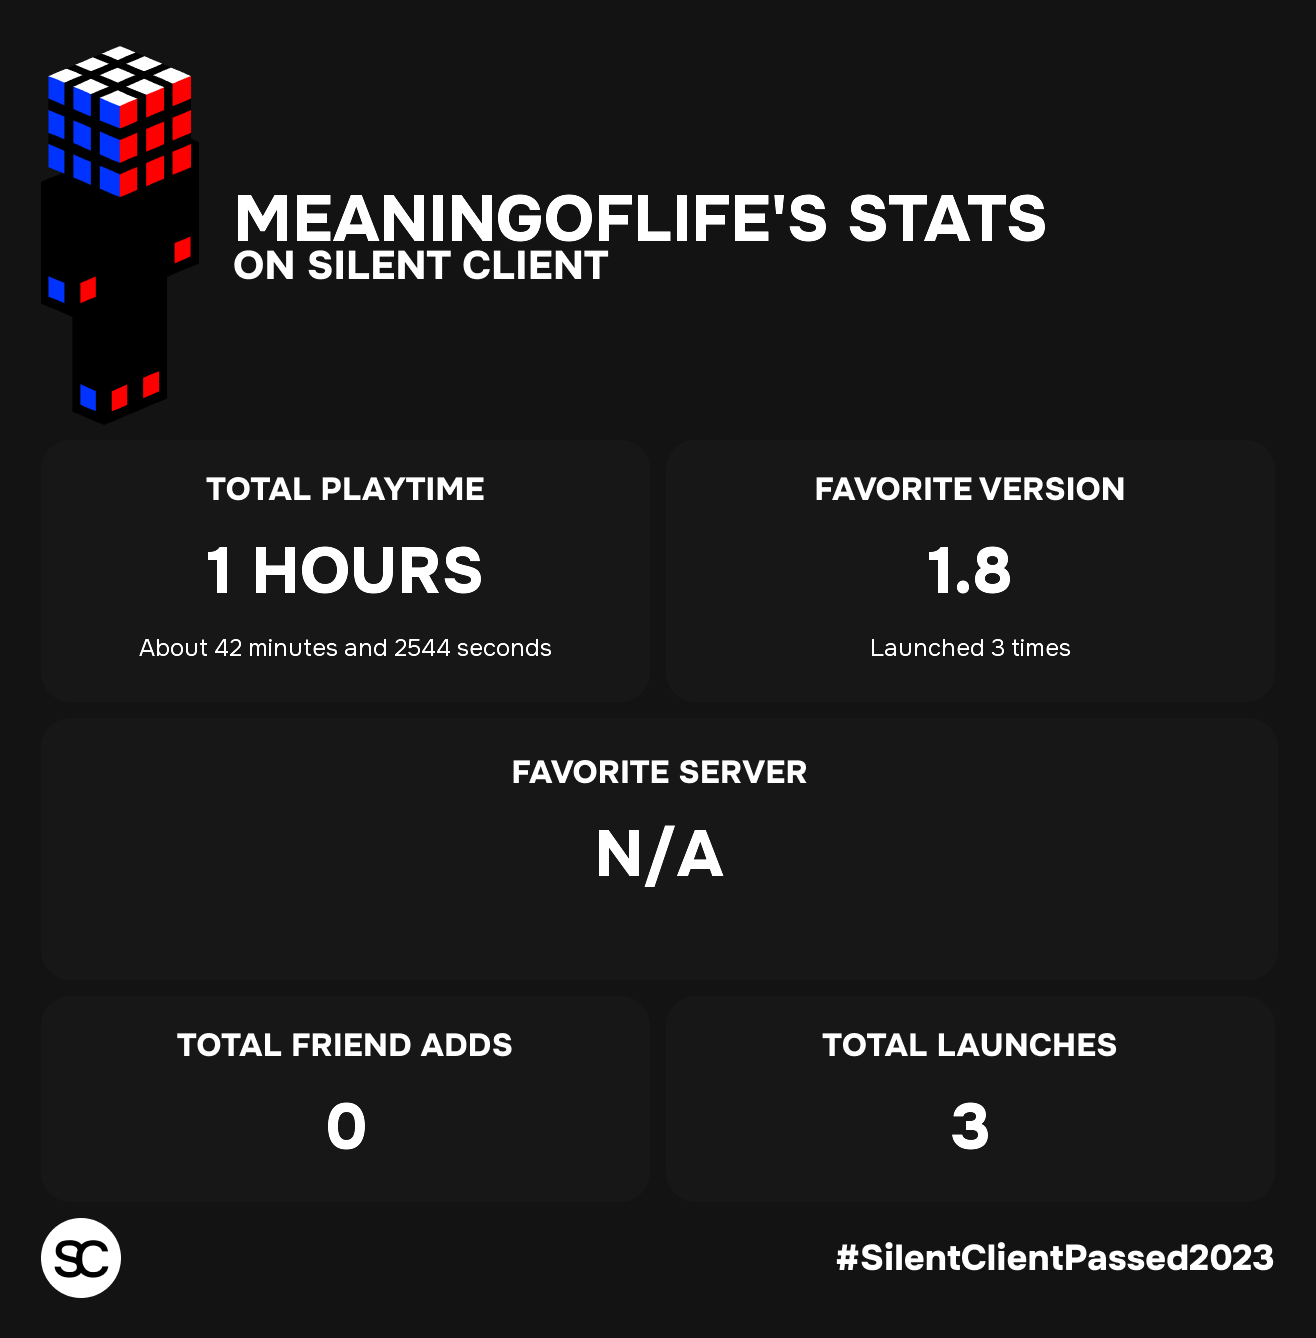 MEANINGOFLIFE'S STATS
ON SILENT CLIENT
TOTAL PLAYTIME
1 HOURS
About 42 minutes and 2544 seconds
FAVORITE VERSION
1.8
Launched 3 times
FAVORITE SERVER
N/A
TOTAL FRIEND ADDS
0
TOTAL LAUNCHES
3
SC
#SilentClientPassed2023